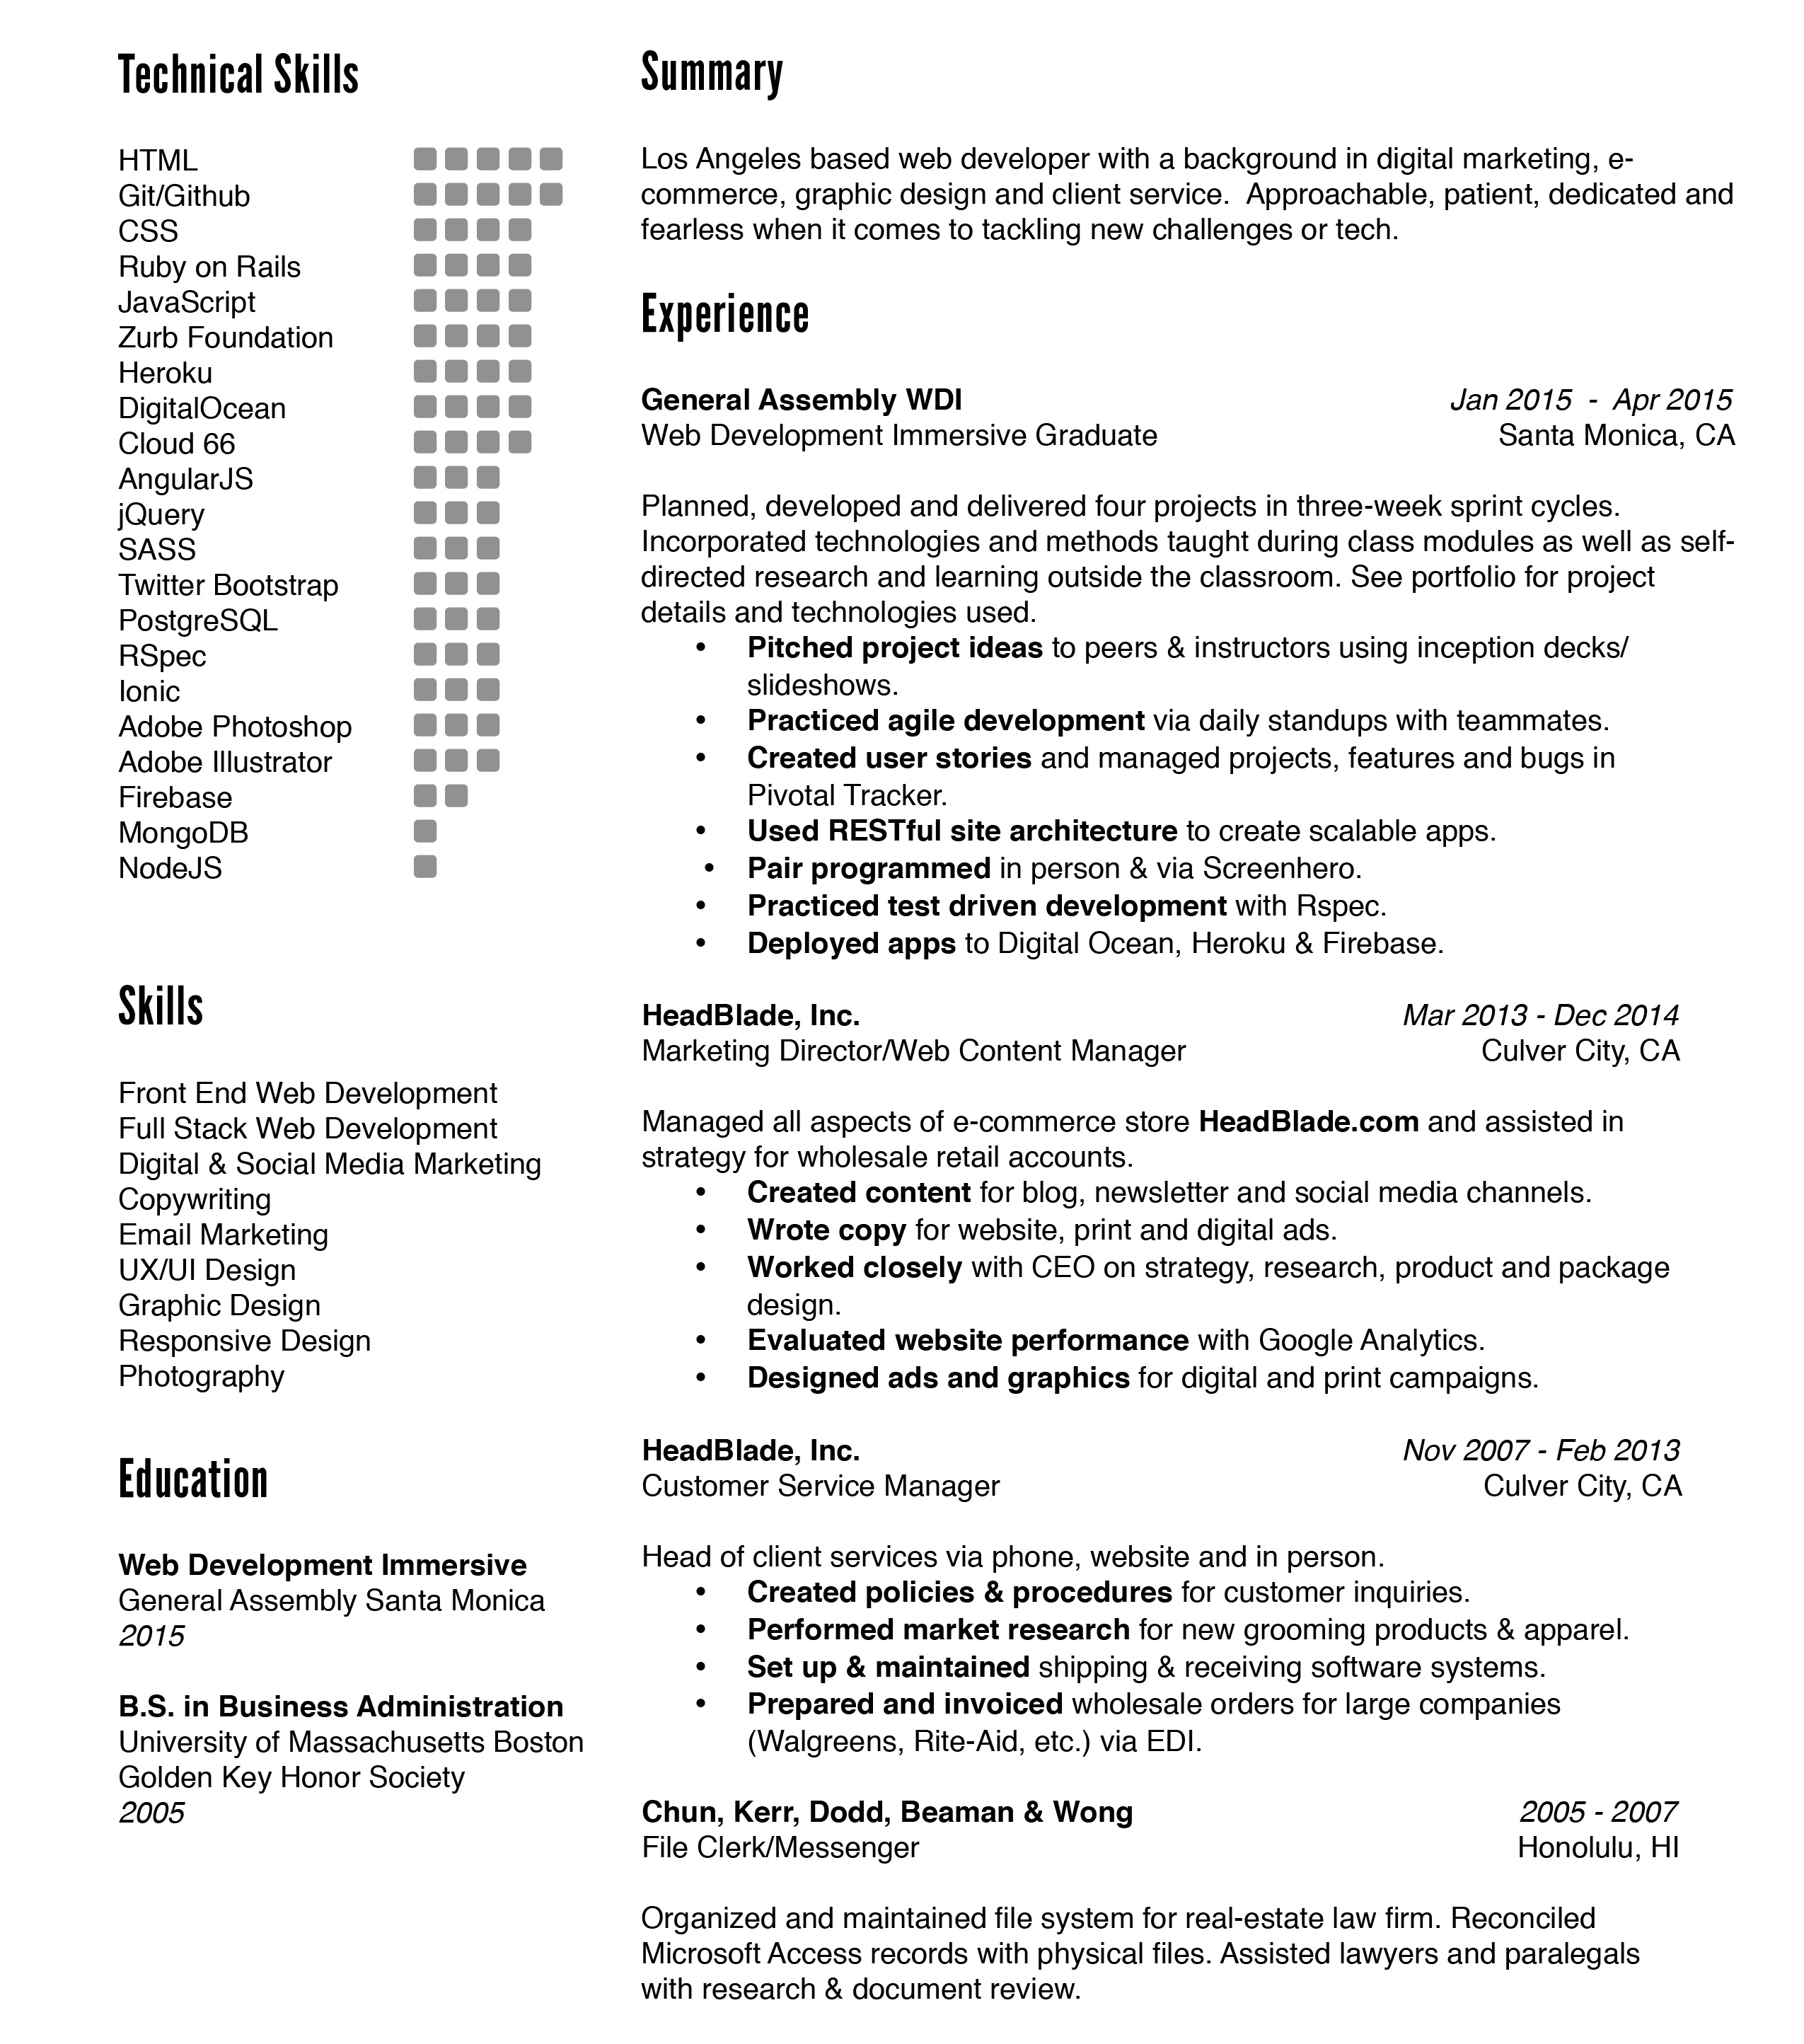 Technical Skills
HTML
Git/Github
CSS
Ruby on Rails
JavaScript
Zurb Foundation
Heroku
DigitalOcean
Cloud 66
AngularJS
jQuery
SASS
Twitter Bootstrap
PostgreSQL
RSpec
Ionic
Adobe Photoshop
Adobe Illustrator
Firebase
MongoDB
NodeJS
Skills
Front End Web Development
Full Stack Web Development
Digital & Social Media Marketing
Copywriting
Email Marketing
UX/UI Design
Graphic Design
Responsive Design
Photography
Education
Web Development Immersive
General Assembly Santa Monica
2015
B.S. in Business Administration
University of Massachusetts Boston
Golden Key Honor Society
2005
Summary
Los Angeles based web developer with a background in digital marketing, e-
commerce, graphic design and client service.  Approachable, patient, dedicated and
fearless when it comes to tackling new challenges or tech.
Experience
General Assembly WDI Jan 2015  -  Apr 2015
Web Development Immersive Graduate Santa Monica, CA
Planned, developed and delivered four projects in three-week sprint cycles.
Incorporated technologies and methods taught during class modules as well as self-
directed research and learning outside the classroom. See portfolio for project
details and technologies used.
• Pitched project ideas to peers & instructors using inception decks/
slideshows.
• Practiced agile development via daily standups with teammates.
• Created user stories and managed projects, features and bugs in
Pivotal Tracker.
• Used RESTful site architecture to create scalable apps.
• Pair programmed in person & via Screenhero.
• Practiced test driven development with Rspec.
• Deployed apps to Digital Ocean, Heroku & Firebase.
HeadBlade, Inc. Mar 2013 - Dec 2014
Marketing Director/Web Content Manager Culver City, CA
Managed all aspects of e-commerce store HeadBlade.com and assisted in
strategy for wholesale retail accounts.
• Created content for blog, newsletter and social media channels.
• Wrote copy for website, print and digital ads.
• Worked closely with CEO on strategy, research, product and package
design.
• Evaluated website performance with Google Analytics.
• Designed ads and graphics for digital and print campaigns.
HeadBlade, Inc. Nov 2007 - Feb 2013
Customer Service Manager Culver City, CA
Head of client services via phone, website and in person.
• Created policies & procedures for customer inquiries.
• Performed market research for new grooming products & apparel.
• Set up & maintained shipping & receiving software systems.
• Prepared and invoiced wholesale orders for large companies
(Walgreens, Rite-Aid, etc.) via EDI.
Chun, Kerr, Dodd, Beaman & Wong 2005 - 2007
File Clerk/Messenger Honolulu, HI
Organized and maintained file system for real-estate law firm. Reconciled
Microsoft Access records with physical files. Assisted lawyers and paralegals
with research & document review.